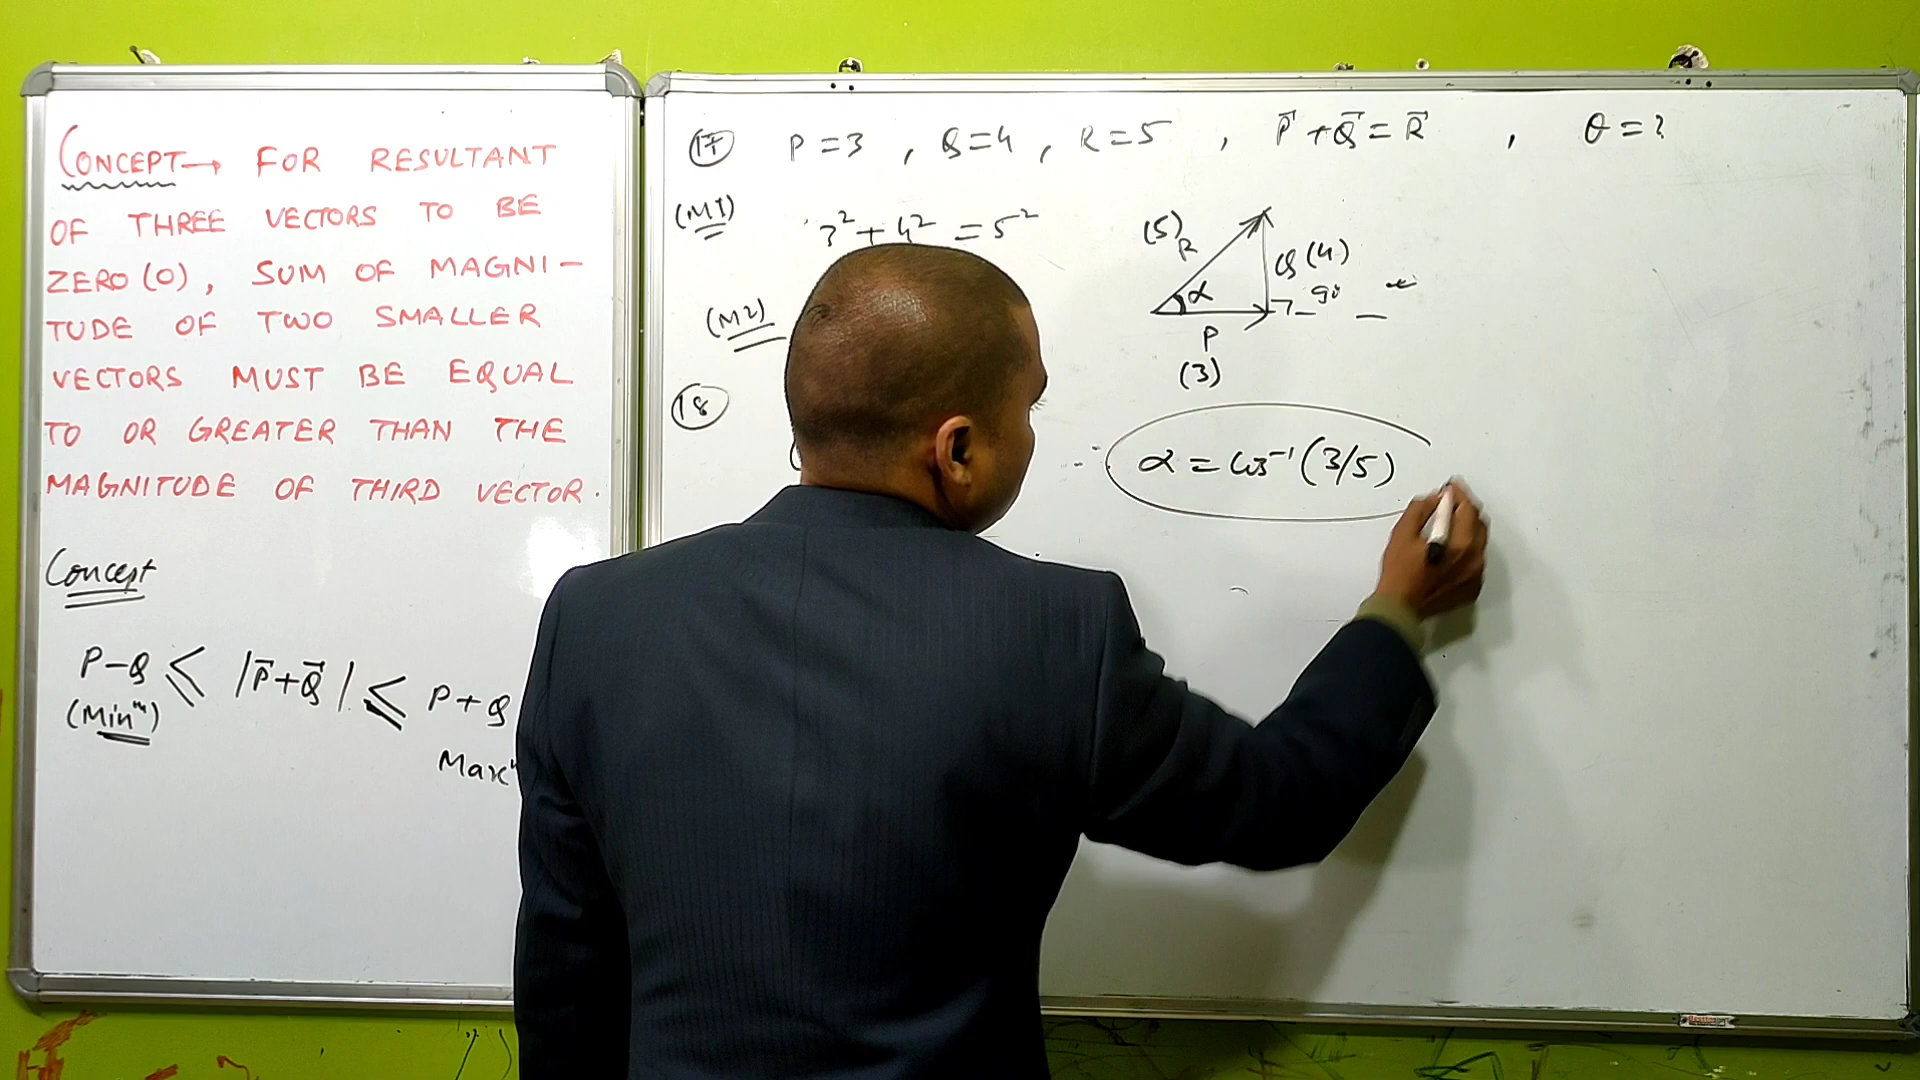 CONCEPT → FOR RESULTANT
OF THREE VECTORS TO BE
ZERO (0), SUM OF MAGNI-
TUDE OF TWO SMALLER
VECTORS MUST BE EQUAL
TO OR GREATER THAN THE
MAGNITUDE OF THIRD VECTOR.
Concept
P-Q ≤ |P⃗+Q⃗| ≤ P+Q
(Minᵐ)
Max
(17) P=3, Q=4, R=5, P⃗+Q⃗=R⃗, θ=?
(M1)
3²+4²=5²
(5) R
Q (4)
α
90
P
(3)
(M2)
(18)
α = cos⁻¹(3/5)